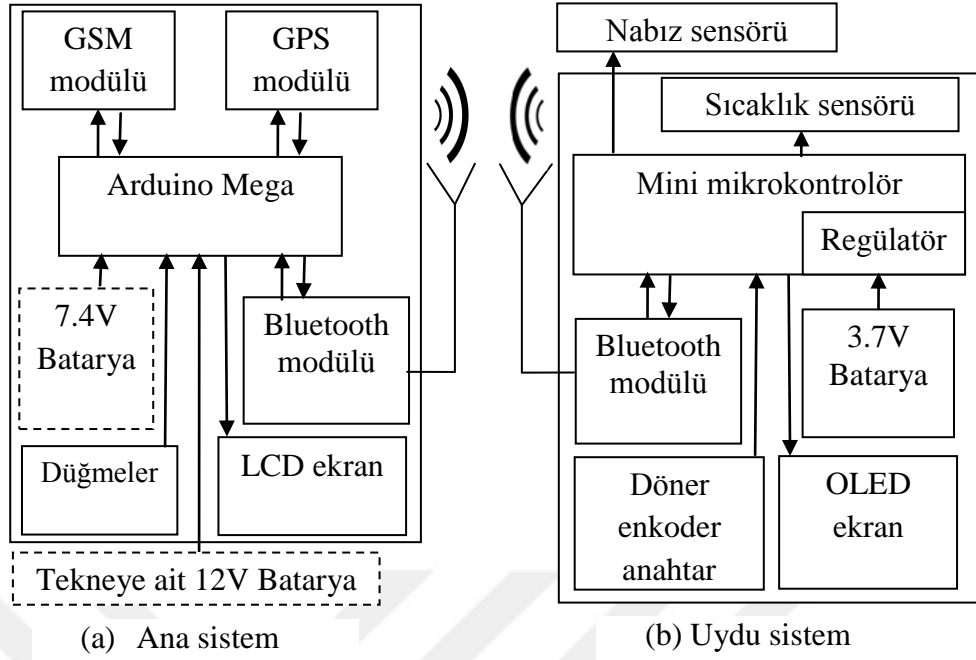 GSM
modülü
GPS
modülü
Arduino Mega
7.4V
Batarya
Bluetooth
modülü
Düğmeler
LCD ekran
Tekneye ait 12V Batarya
(a) Ana sistem
Nabız sensörü
Sıcaklık sensörü
Mini mikrokontrolör
Regülatör
Bluetooth
modülü
3.7V
Batarya
Döner
enkoder
anahtar
OLED
ekran
(b) Uydu sistem